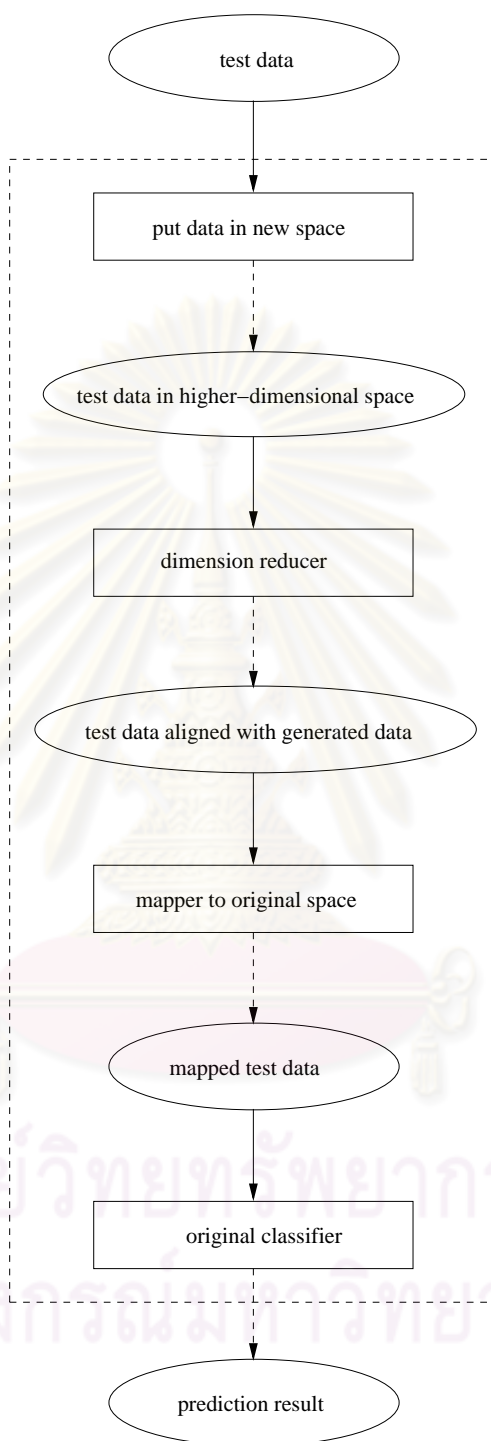 test data
put data in new space
test data in higher−dimensional space
dimension reducer
test data aligned with generated data
mapper to original space
mapped test data
original classifier
prediction result